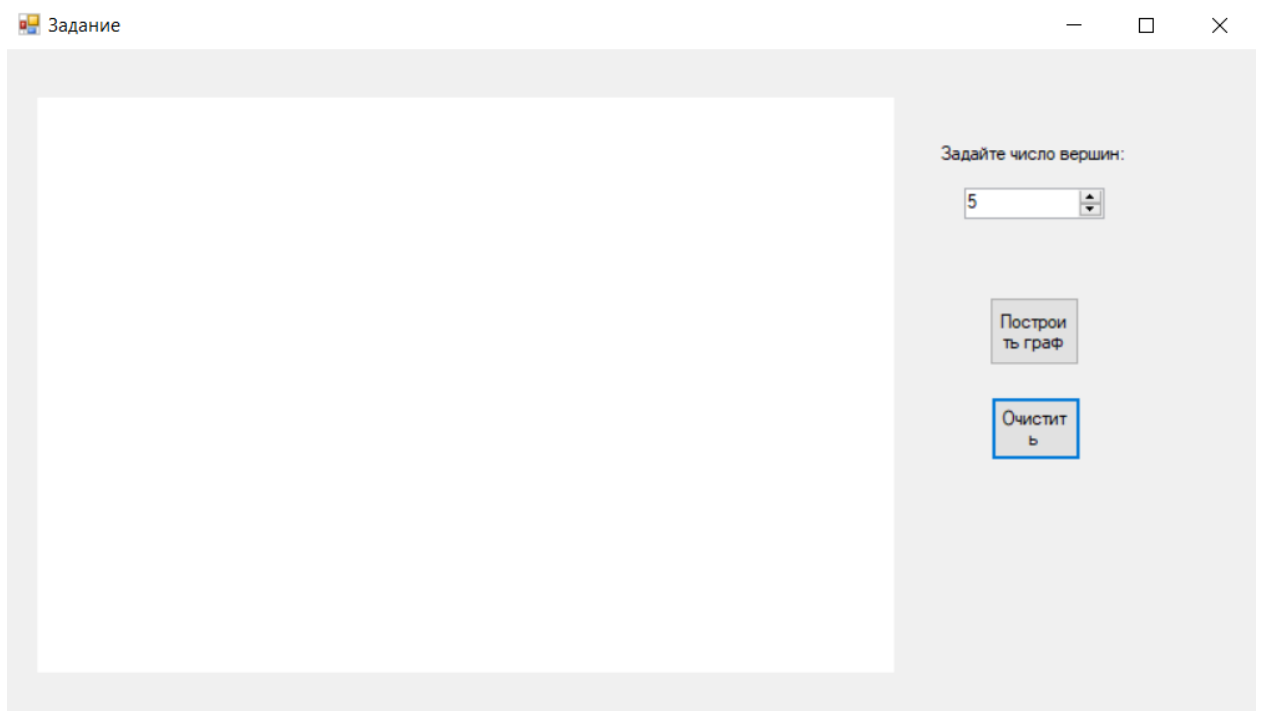 Задание
Задайте число вершин:
5
Построи
ть граф
Очистит
ь